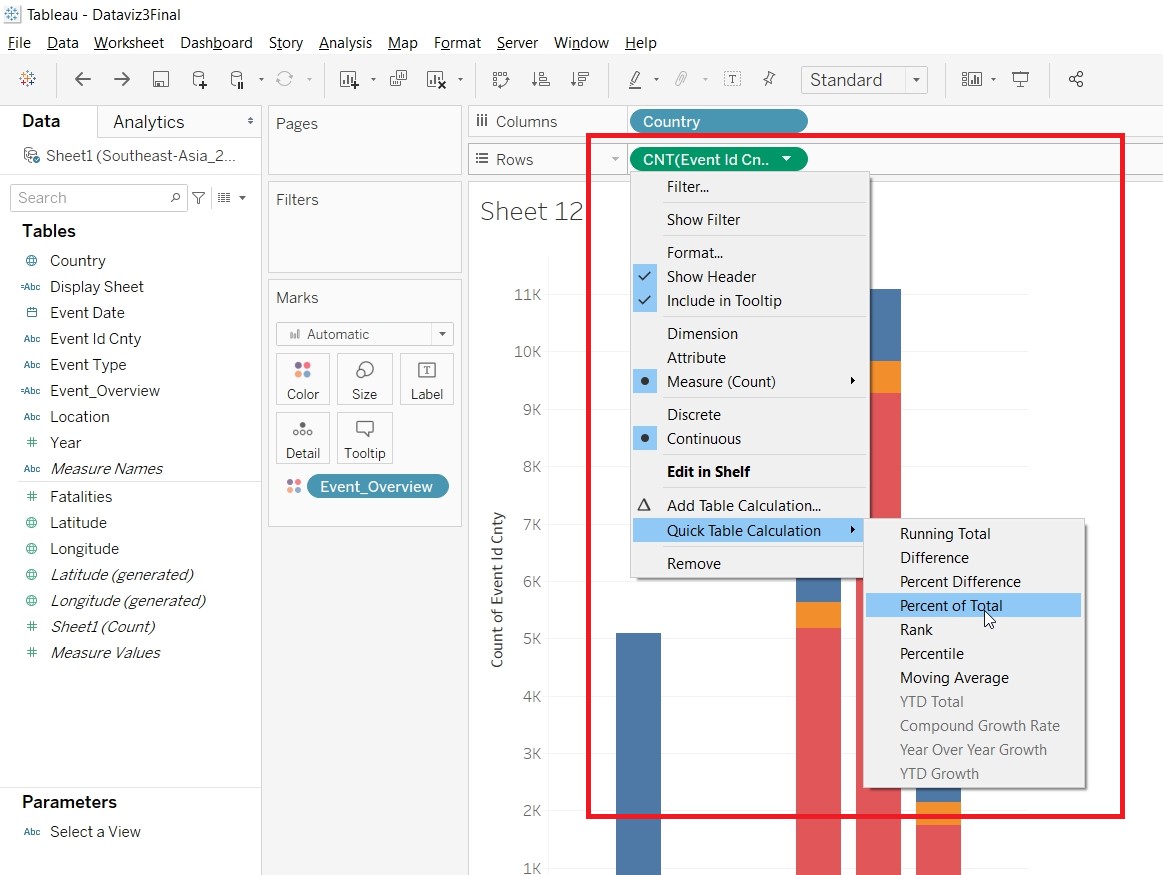 Tableau - Dataviz3Final
File Data Worksheet Dashboard Story Analysis Map Format Server Window Help
Standard
Data
Analytics
Sheet1 (Southeast-Asia_2...
Search
Tables
Country
Abc Display Sheet
Event Date
Abc Event Id Cnty
Abc Event Type
Abc Event_Overview
Abc Location
# Year
Abc Measure Names
# Fatalities
Latitude
Longitude
Latitude (generated)
Longitude (generated)
# Sheet1 (Count)
# Measure Values
Parameters
Abc Select a View
Pages
Filters
Marks
Automatic
Color
Size
T
Label
Detail
Tooltip
Event_Overview
Columns
Country
Rows
CNT(Event Id Cn..
Sheet 12
Count of Event Id Cnty
11K
10K
9K
8K
7K
6K
5K
4K
3K
2K
1K
Filter...
Show Filter
Format...
Show Header
Include in Tooltip
Dimension
Attribute
Measure (Count)
Discrete
Continuous
Edit in Shelf
Add Table Calculation...
Quick Table Calculation
Remove
Running Total
Difference
Percent Difference
Percent of Total
Rank
Percentile
Moving Average
YTD Total
Compound Growth Rate
Year Over Year Growth
YTD Growth